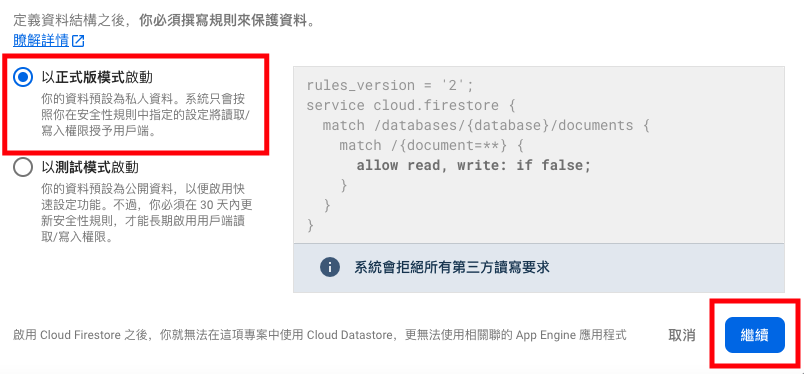 定義資料結構之後，你必須撰寫規則來保護資料。
瞭解詳情
以正式版模式啟動
你的資料預設為私人資料。系統只會按
照你在安全性規則中指定的設定將讀取/
寫入權限授予用戶端。
以測試模式啟動
你的資料預設為公開資料，以便啟用快
速設定功能。不過，你必須在 30 天內更
新安全性規則，才能長期啟用用戶端讀
取/寫入權限。
rules_version = '2';
service cloud.firestore {
match /databases/{database}/documents {
match /{document=**} {
allow read, write: if false;
}
}
}
系統會拒絕所有第三方讀寫要求
啟用 Cloud Firestore 之後，你就無法在這項專案中使用 Cloud Datastore，更無法使用相關聯的 App Engine 應用程式
取消
繼續